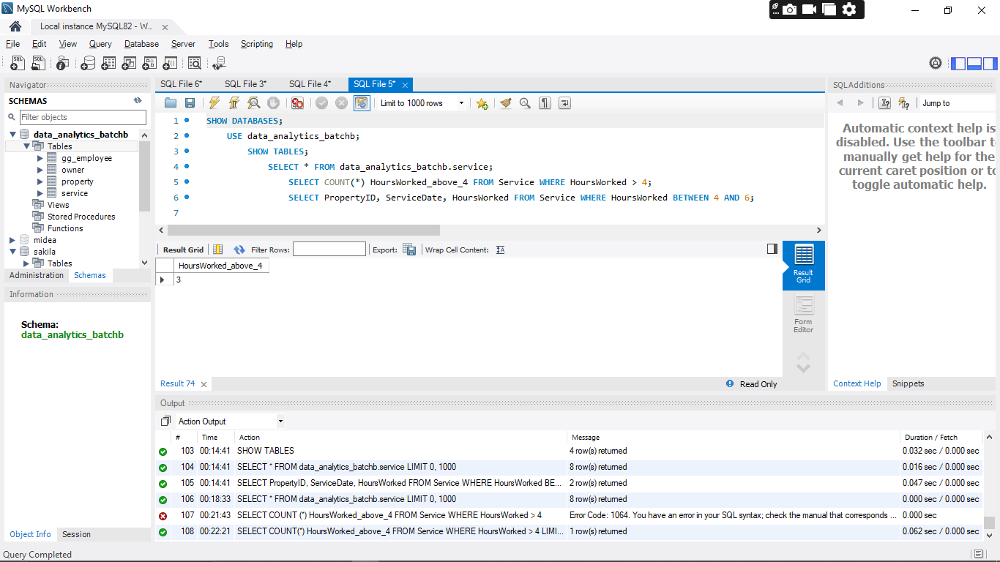 MySQL Workbench
Local instance MySQL82 - W...
File Edit View Query Database Server Tools Scripting Help
Navigator
SCHEMAS
Filter objects
data_analytics_batchb
Tables
gg_employee
owner
property
service
Views
Stored Procedures
Functions
midea
sakila
Tables
Administration Schemas
Information
Schema:
data_analytics_batchb
Object Info Session
SQL File 6* SQL File 3* SQL File 4* SQL File 5*
Limit to 1000 rows
1 SHOW DATABASES;
2 USE data_analytics_batchb;
3 SHOW TABLES;
4 SELECT * FROM data_analytics_batchb.service;
5 SELECT COUNT(*) HoursWorked_above_4 FROM Service WHERE HoursWorked > 4;
6 SELECT PropertyID, ServiceDate, HoursWorked FROM Service WHERE HoursWorked BETWEEN 4 AND 6;
7
Result Grid Filter Rows: Export: Wrap Cell Content:
HoursWorked_above_4
3
Result
Grid
Form
Editor
Result 74 Read Only
SQLAdditions
Jump to
Automatic context help is
disabled. Use the toolbar t
manually get help for the
current caret position or to
toggle automatic help.
Context Help Snippets
Output
Action Output
# Time Action Message Duration / Fetch
103 00:14:41 SHOW TABLES 4 row(s) returned 0.032 sec / 0.000 sec
104 00:14:41 SELECT * FROM data_analytics_batchb.service LIMIT 0, 1000 8 row(s) returned 0.016 sec / 0.000 sec
105 00:14:41 SELECT PropertyID, ServiceDate, HoursWorked FROM Service WHERE HoursWorked BE... 2 row(s) returned 0.047 sec / 0.000 sec
106 00:18:33 SELECT * FROM data_analytics_batchb.service LIMIT 0, 1000 8 row(s) returned 0.000 sec / 0.000 sec
107 00:21:43 SELECT COUNT (*) HoursWorked_above_4 FROM Service WHERE HoursWorked > 4 Error Code: 1064. You have an error in your SQL syntax; check the manual that corresponds ... 0.000 sec
108 00:22:21 SELECT COUNT(*) HoursWorked_above_4 FROM Service WHERE HoursWorked > 4 LIMI... 1 row(s) returned 0.062 sec / 0.000 sec
Query Completed